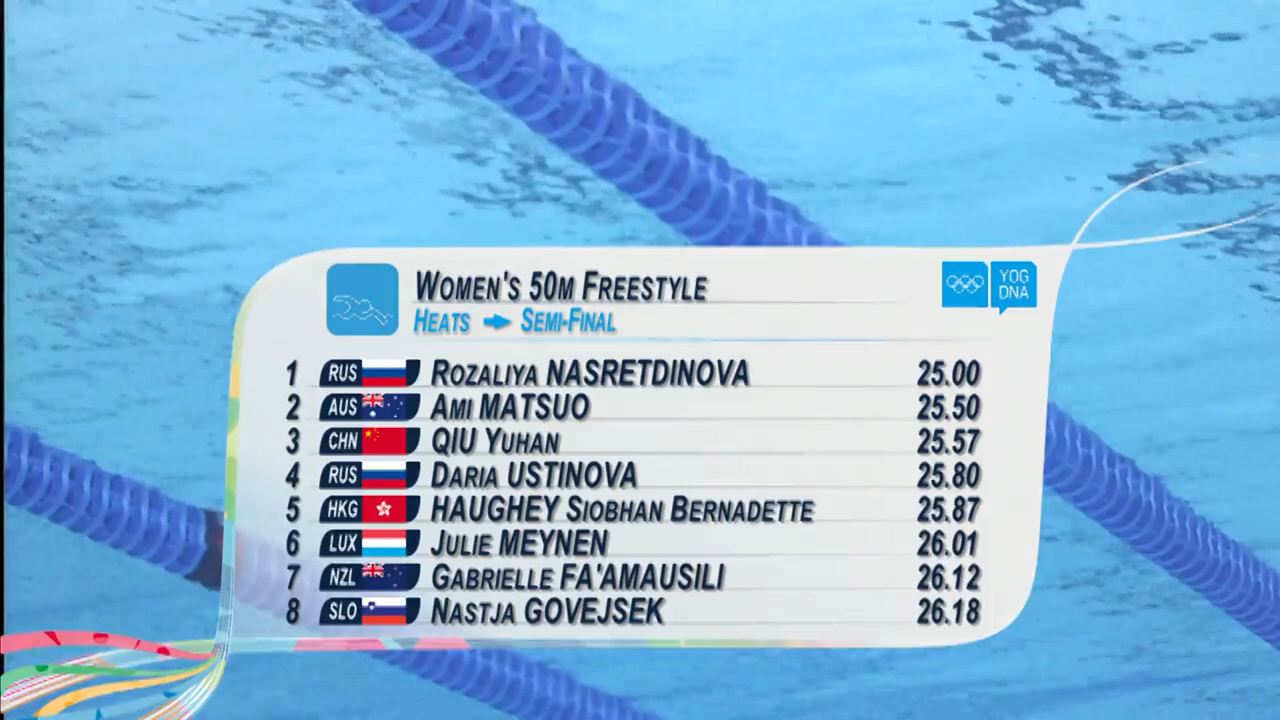 WOMEN'S 50M FREESTYLE
HEATS SEMI-FINAL
YOG
DNA
1 RUS ROZALIYA NASRETDINOVA 25.00
2 AUS AMI MATSUO 25.50
3 CHN QIU YUHAN 25.57
4 RUS DARIA USTINOVA 25.80
5 HKG HAUGHEY SIOBHAN BERNADETTE 25.87
6 LUX JULIE MEYNEN 26.01
7 NZL GABRIELLE FA'AMAUSILI 26.12
8 SLO NASTJA GOVEJSEK 26.18